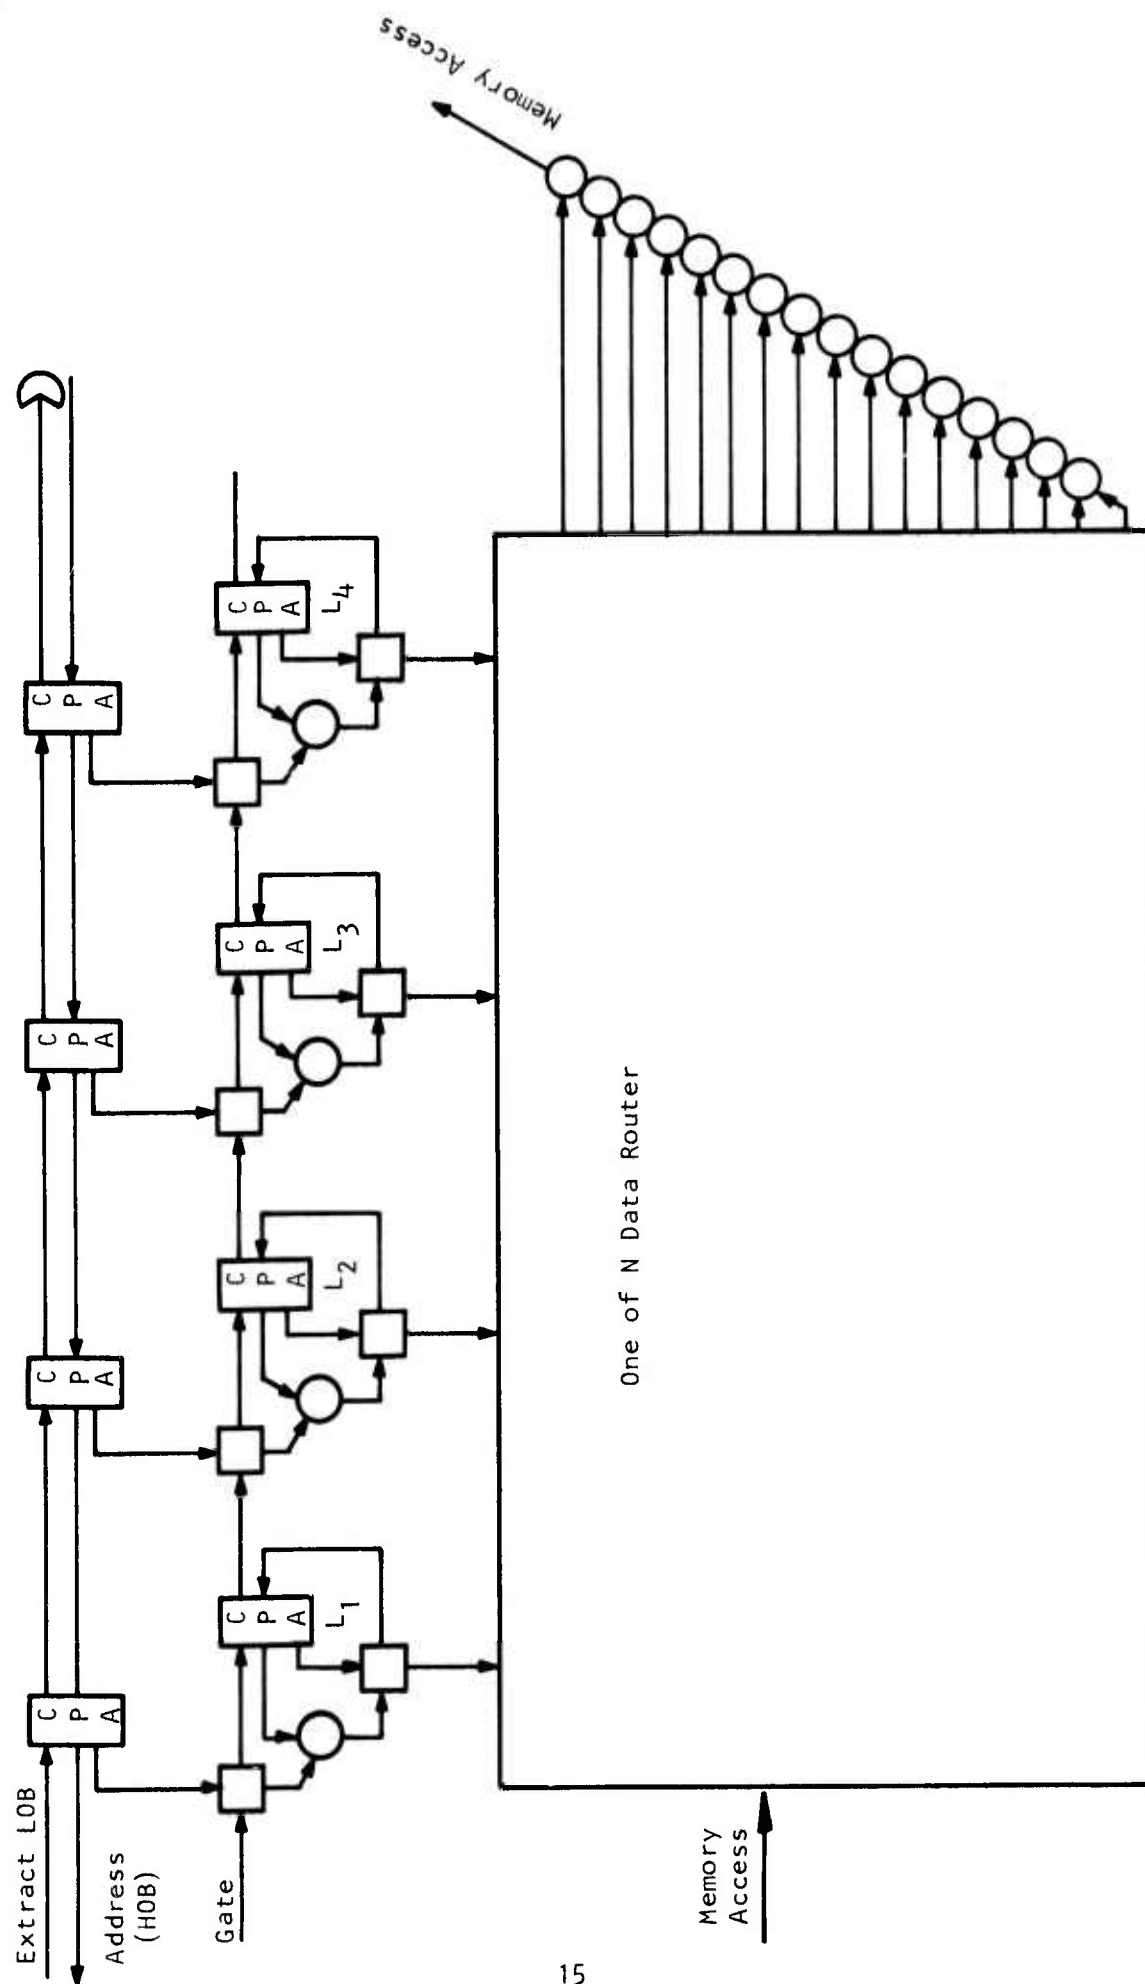 Extract LOB
Address
(HOB)
C P A
C P A
C P A
C P A
Gate
C P A
L1
C P A
L2
C P A
L3
C P A
L4
Memory Access
One of N Data Router
Memory
Access
15